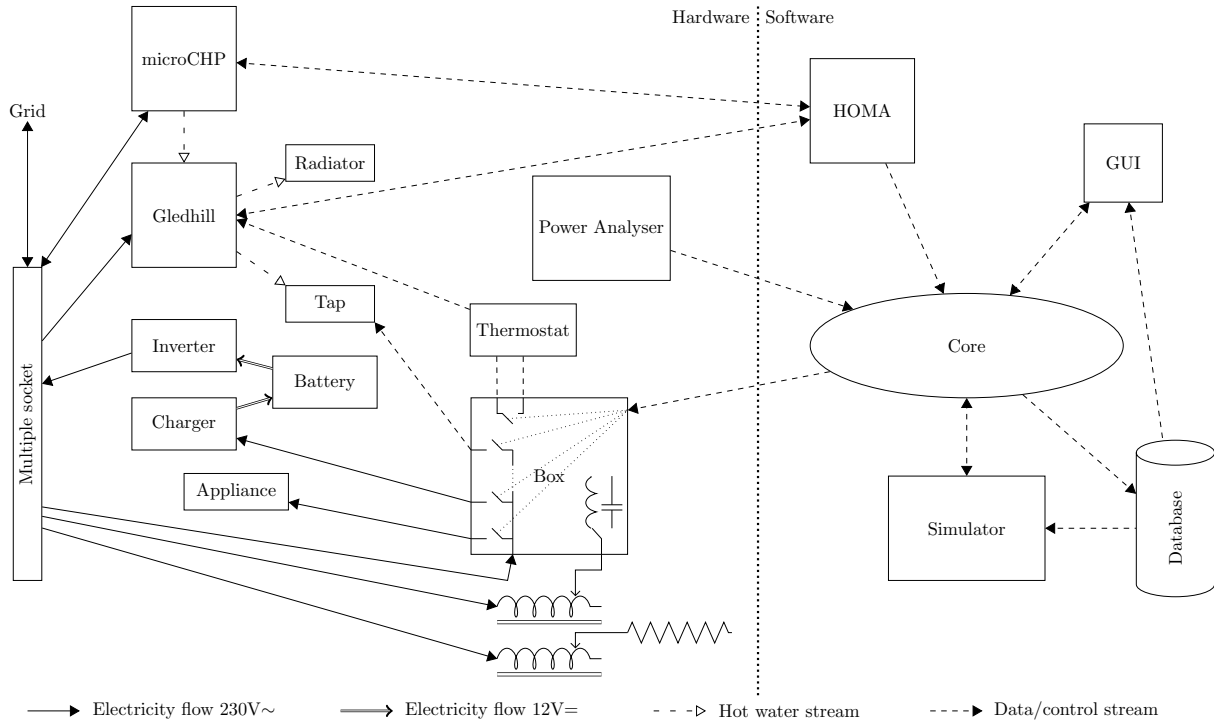 Hardware
Software
microCHP
HOMA
Grid
GUI
Radiator
Gledhill
Power Analyser
Tap
Thermostat
Inverter
Core
Battery
Charger
Multiple socket
Box
Appliance
Simulator
Database
Electricity flow 230V∼
Electricity flow 12V=
Hot water stream
Data/control stream